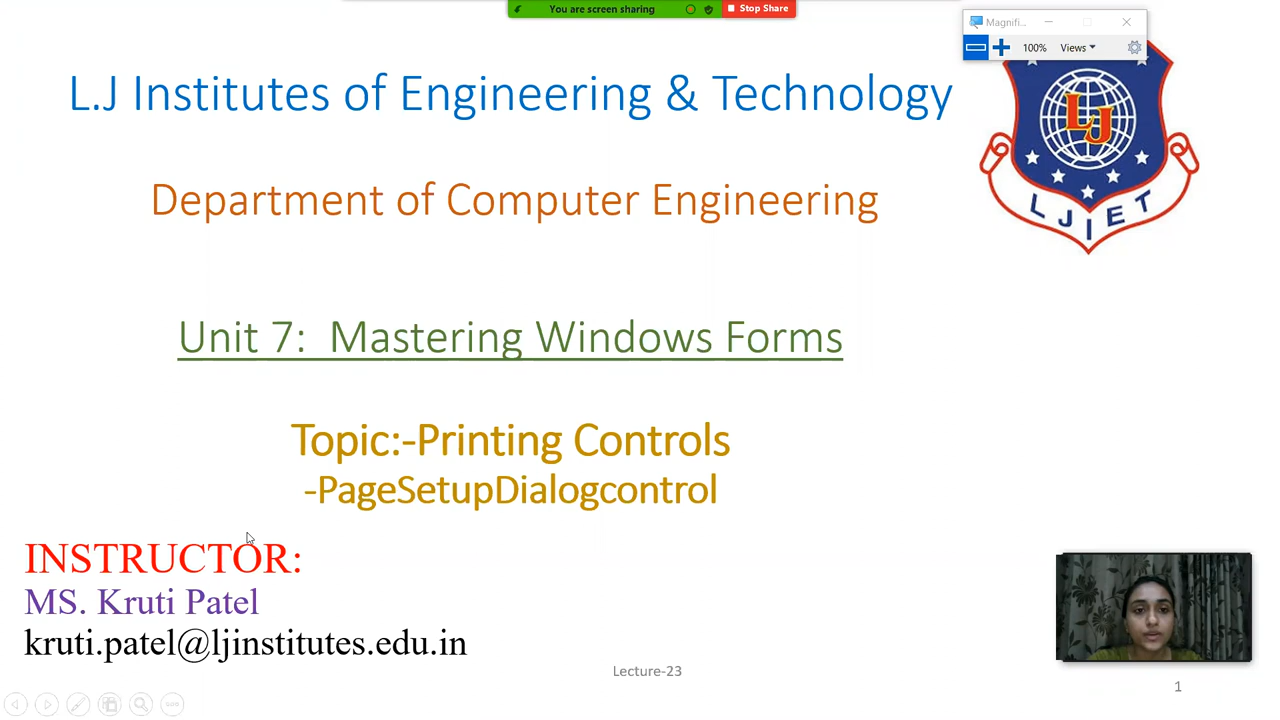 You are screen sharing
Stop Share
Magnifi...
100%
Views
L.J Institutes of Engineering & Technology
LJ
LJIET
Department of Computer Engineering
Unit 7:  Mastering Windows Forms
Topic:-Printing Controls
-PageSetupDialogcontrol
INSTRUCTOR:
MS. Kruti Patel
kruti.patel@ljinstitutes.edu.in
Lecture-23
1